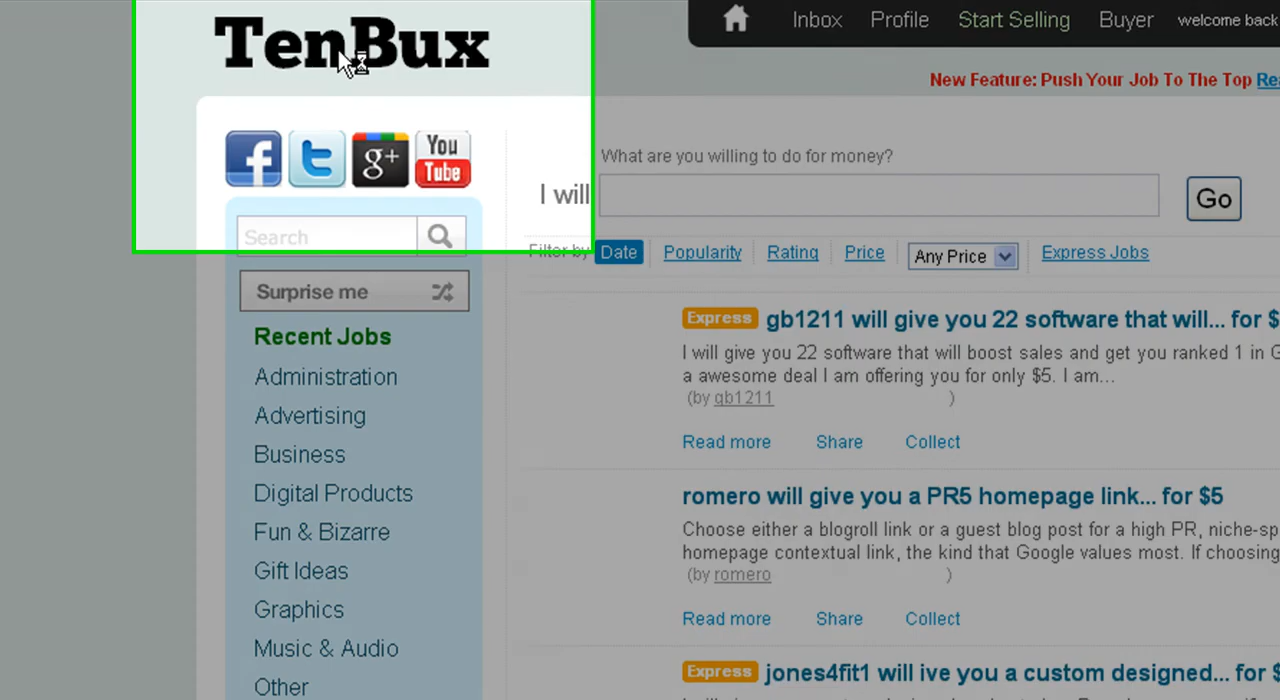 TenBux
Inbox Profile Start Selling Buyer welcome back
New Feature: Push Your Job To The Top
f t g+ You Tube
What are you willing to do for money?
I will
Go
Search
Filter by Date Popularity Rating Price Any Price Express Jobs
Surprise me
Recent Jobs
Administration
Advertising
Business
Digital Products
Fun & Bizarre
Gift Ideas
Graphics
Music & Audio
Other
Express gb1211 will give you 22 software that will... for $
I will give you 22 software that will boost sales and get you ranked 1 in G
a awesome deal I am offering you for only $5. I am...
(by gb1211 )
Read more Share Collect
romero will give you a PR5 homepage link... for $5
Choose either a blogroll link or a guest blog post for a high PR, niche-sp
homepage contextual link, the kind that Google values most. If choosing
(by romero )
Read more Share Collect
Express jones4fit1 will ive you a custom designed... for $